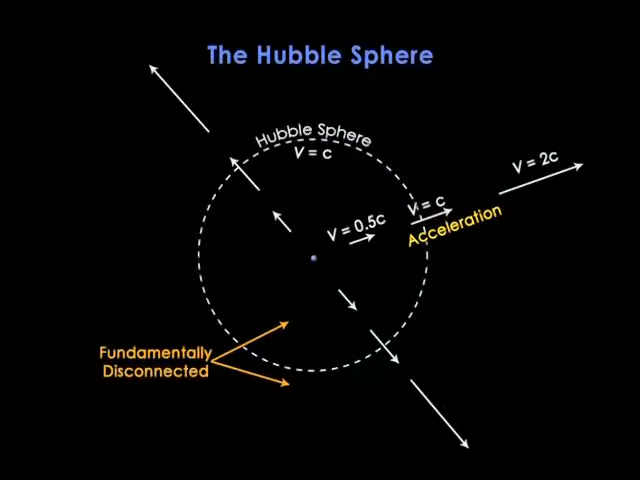 The Hubble Sphere
Hubble Sphere
V = c
V = 2c
V = c
V = 0.5c
Acceleration
Fundamentally
Disconnected